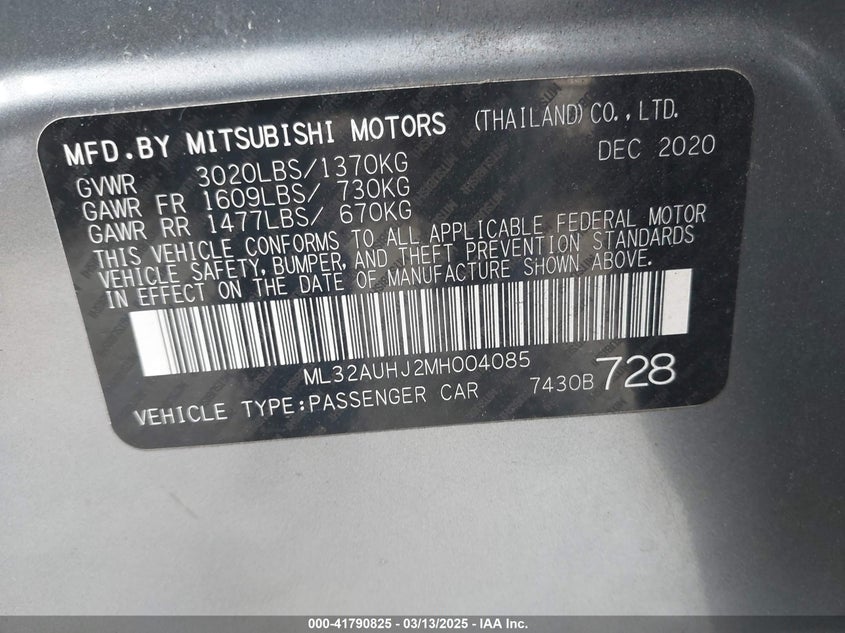 MFD.BY MITSUBISHI MOTORS (THAILAND) CO.,LTD.
DEC 2020
GVWR 3020LBS/1370KG
GAWR FR 1609LBS/ 730KG
GAWR RR 1477LBS/ 670KG
THIS VEHICLE CONFORMS TO ALL APPLICABLE FEDERAL MOTOR
VEHICLE SAFETY, BUMPER, AND THEFT PREVENTION STANDARDS
IN EFFECT ON THE DATE OF MANUFACTURE SHOWN ABOVE.
ML32AUHJ2MH004085
VEHICLE TYPE:PASSENGER CAR 7430B 728
000-41790825 - 03/13/2025 - IAA Inc.